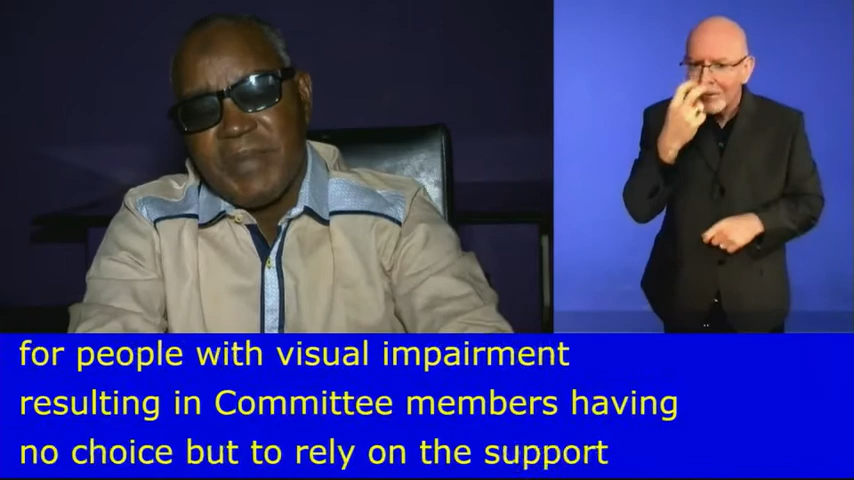 for people with visual impairment
resulting in Committee members having
no choice but to rely on the support